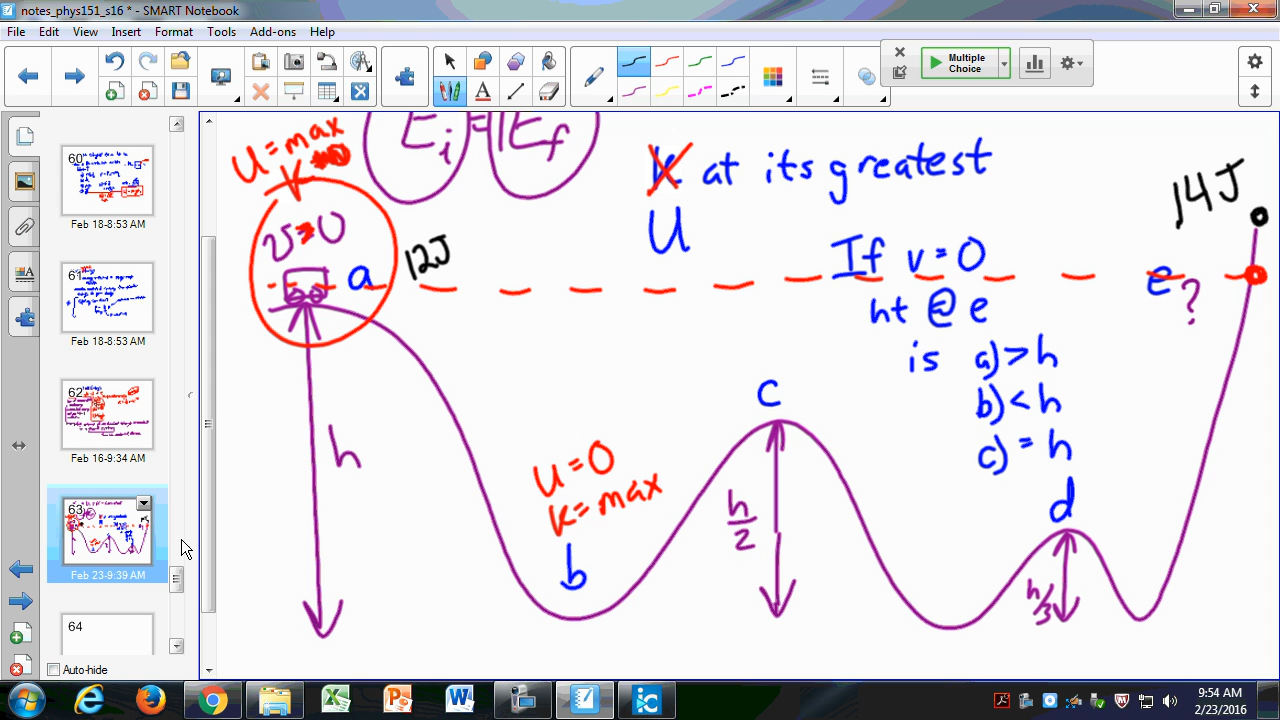 notes_phys151_s16 * - SMART Notebook
File Edit View Insert Format Tools Add-ons Help
Multiple Choice
60
Feb 18-8:53 AM
61
Feb 18-8:53 AM
62
Feb 16-9:34 AM
63
Feb 23-9:39 AM
64
Auto-hide
Ei = Ef
U = max
K
v = 0
a
12J
K at its greatest
U
14J
If v = 0
ht @ e
is a) > h
b) < h
c) = h
e ?
h
c
U = 0
K = max
b
h/2
d
h/3
9:54 AM
2/23/2016